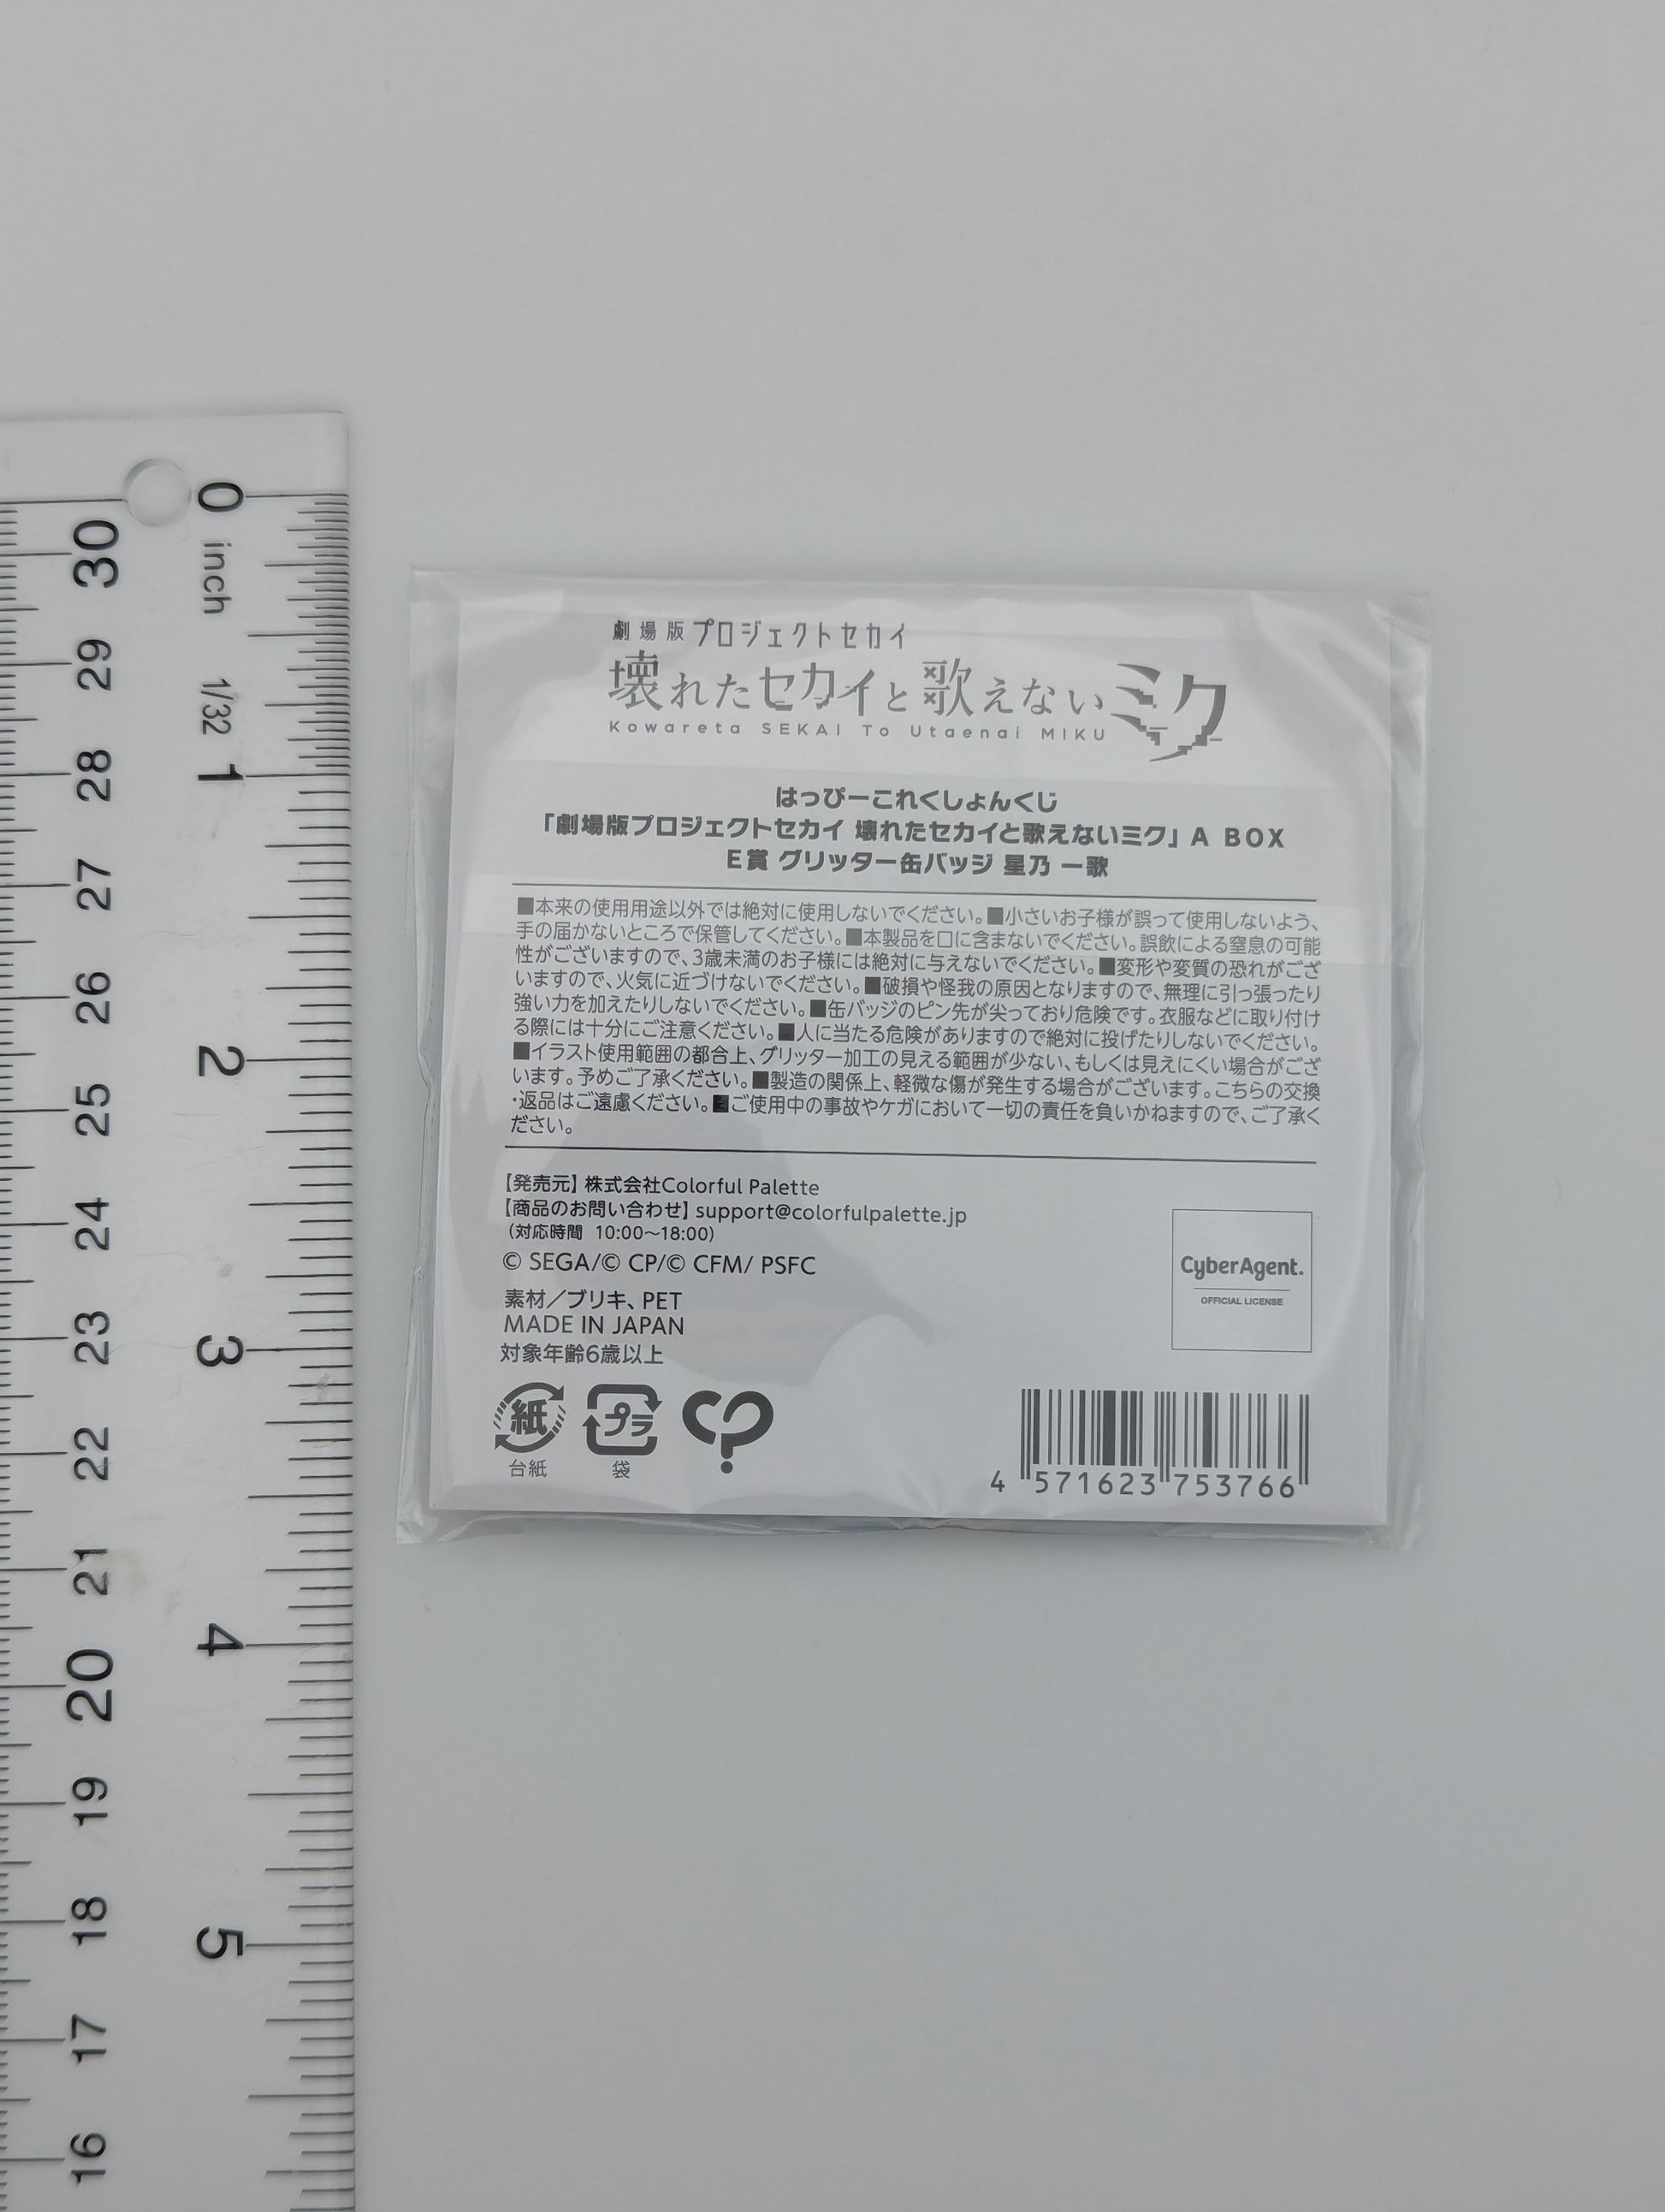 劇場版プロジェクトセカイ
壊れたセカイと歌えないミク
Kowareta SEKAI To Utaenai MIKU
はっぴーこれくしょんくじ
「劇場版プロジェクトセカイ 壊れたセカイと歌えないミク」A BOX
E賞 グリッター缶バッジ 星乃 一歌
■本来の使用用途以外では絶対に使用しないでください。■小さいお子様が誤って使用しないよう、
手の届かないところで保管してください。■本製品を口に含まないでください。誤飲による窒息の可能
性がございますので、3歳未満のお子様には絶対に与えないでください。■変形や変質の恐れがござ
いますので、火気に近づけないでください。■破損や怪我の原因となりますので、無理に引っ張ったり
強い力を加えたりしないでください。■缶バッジのピン先が尖っており危険です。衣服などに取り付け
る際には十分にご注意ください。■人に当たる危険がありますので絶対に投げたりしないでください。
■イラスト使用範囲の都合上、グリッター加工の見える範囲が少ない、もしくは見えにくい場合がござ
います。予めご了承ください。■製造の関係上、軽微な傷が発生する場合がございます。こちらの交換
・返品はご遠慮ください。■ご使用中の事故やケガにおいて一切の責任を負いかねますので、ご了承く
ださい。
【発売元】株式会社Colorful Palette
【商品のお問い合わせ】support@colorfulpalette.jp
(対応時間 10:00〜18:00)
© SEGA/© CP/© CFM/ PSFC
素材／ブリキ、PET
MADE IN JAPAN
対象年齢6歳以上
CyberAgent.
OFFICIAL LICENSE
紙
台紙
プラ
袋
4 571623 753766
0 inch 1/32 1 2 3 4 5
30 29 28 27 26 25 24 23 22 21 20 19 18 17 16